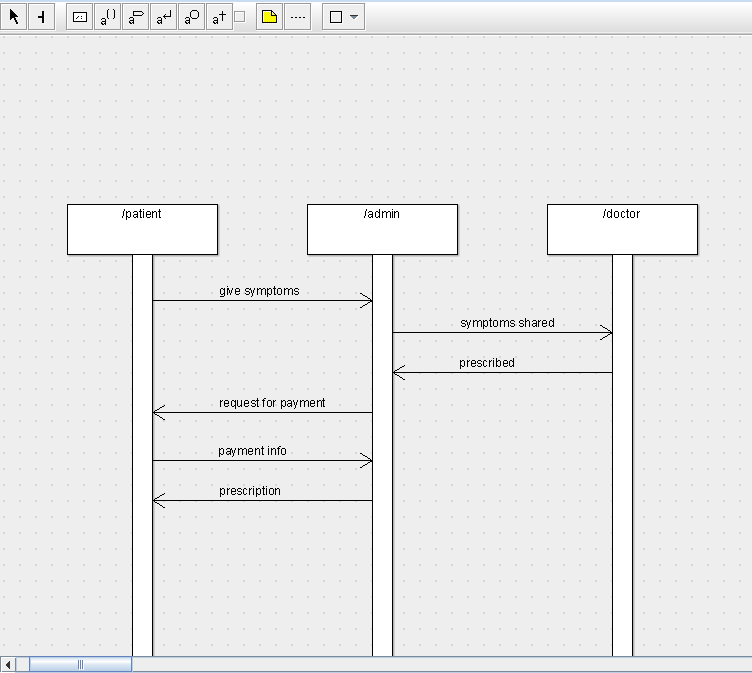 a() a a↵ a a†
/patient /admin /doctor
give symptoms
symptoms shared
prescribed
request for payment
payment info
prescription